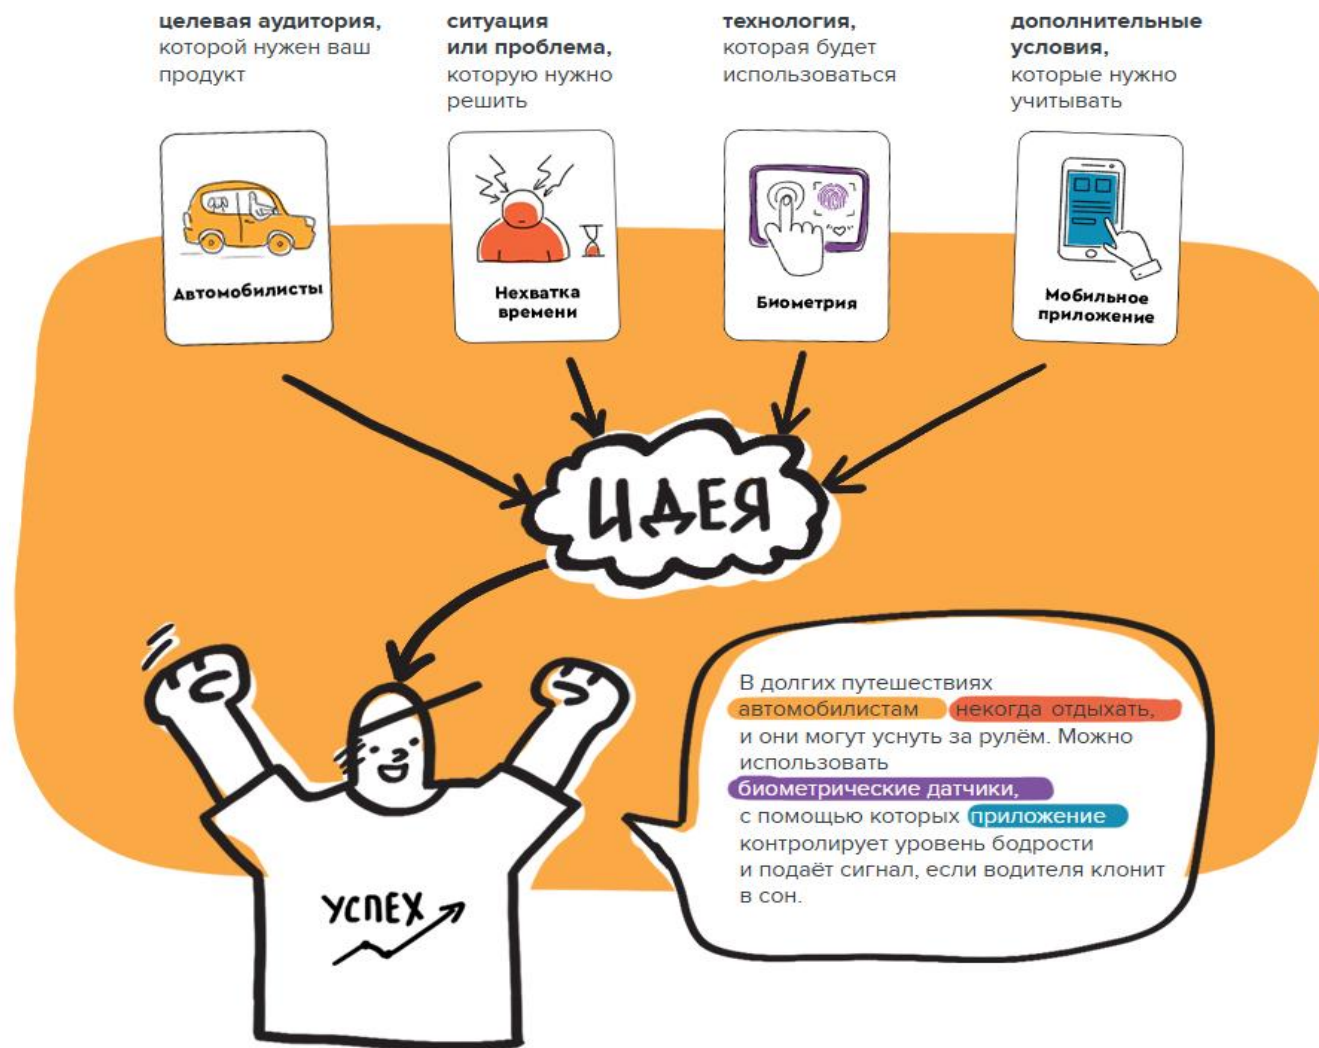 целевая аудитория,
которой нужен ваш
продукт
ситуация
или проблема,
которую нужно
решить
технология,
которая будет
использоваться
дополнительные
условия,
которые нужно
учитывать
Автомобилисты
Нехватка
времени
Биометрия
Мобильное
приложение
ИДЕЯ
В долгих путешествиях
автомобилистам некогда отдыхать,
и они могут уснуть за рулём. Можно
использовать
биометрические датчики,
с помощью которых приложение
контролирует уровень бодрости
и подаёт сигнал, если водителя клонит
в сон.
УСПЕХ